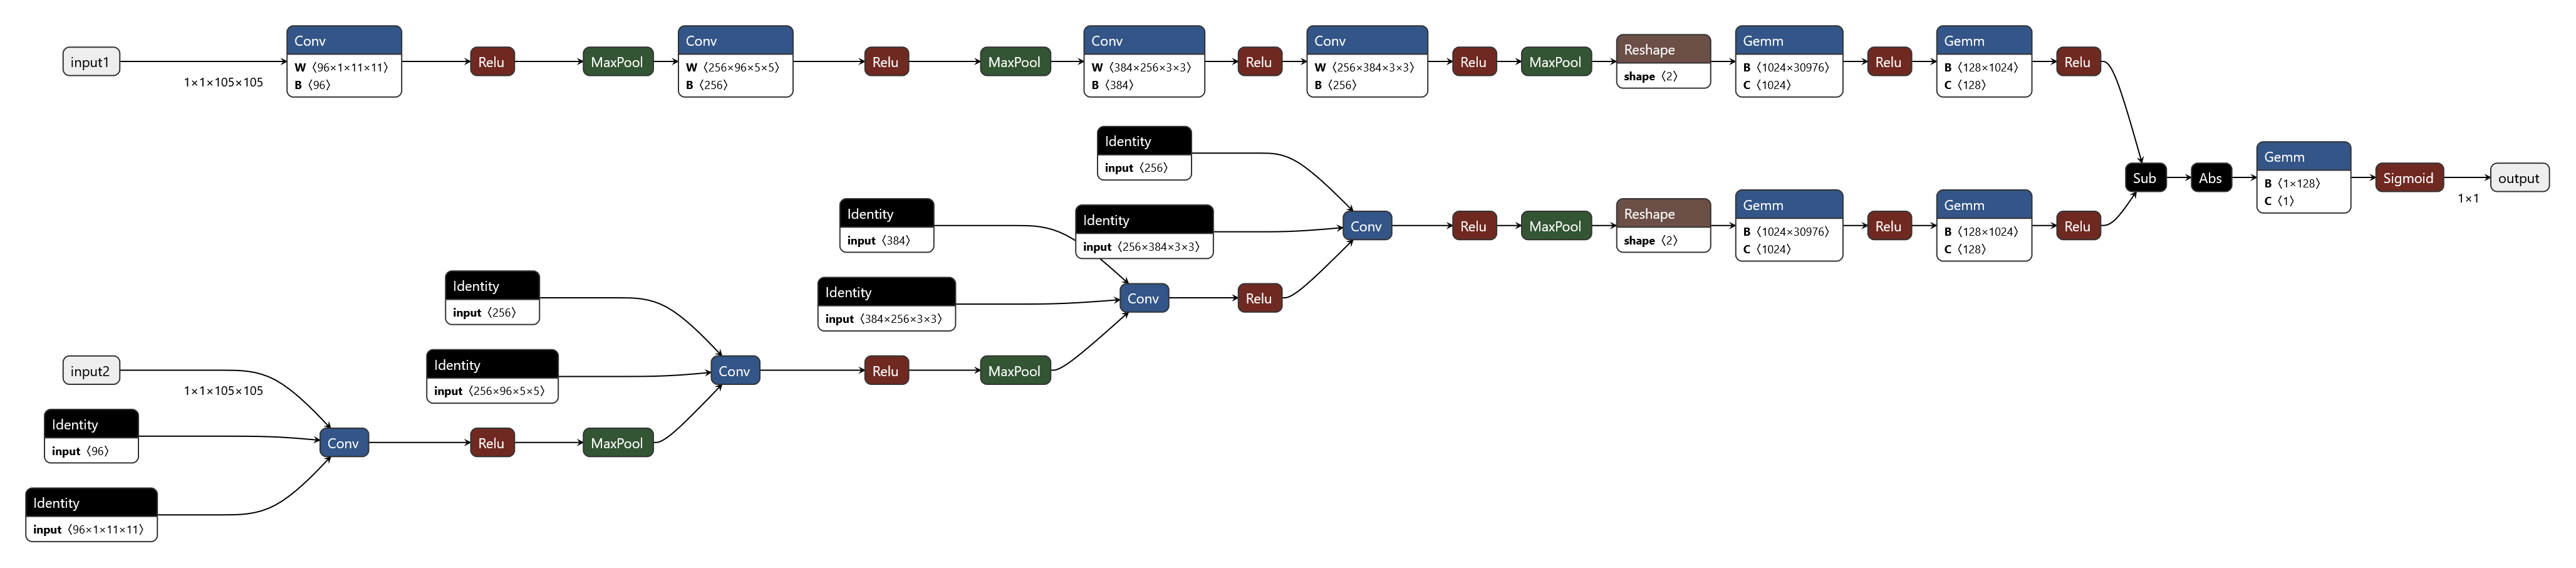 input1
1×1×105×105
Conv
W ⟨96×1×11×11⟩
B ⟨96⟩
Relu
MaxPool
Conv
W ⟨256×96×5×5⟩
B ⟨256⟩
Relu
MaxPool
Conv
W ⟨384×256×3×3⟩
B ⟨384⟩
Relu
Conv
W ⟨256×384×3×3⟩
B ⟨256⟩
Relu
MaxPool
Reshape
shape ⟨2⟩
Gemm
B ⟨1024×30976⟩
C ⟨1024⟩
Relu
Gemm
B ⟨128×1024⟩
C ⟨128⟩
Relu
Identity
input ⟨256⟩
Identity
input ⟨384⟩
Identity
input ⟨256×384×3×3⟩
Conv
Relu
MaxPool
Reshape
shape ⟨2⟩
Gemm
B ⟨1024×30976⟩
C ⟨1024⟩
Relu
Gemm
B ⟨128×1024⟩
C ⟨128⟩
Relu
Sub
Abs
Gemm
B ⟨1×128⟩
C ⟨1⟩
Sigmoid
1×1
output
Identity
input ⟨256⟩
Identity
input ⟨384×256×3×3⟩
Conv
Relu
input2
1×1×105×105
Identity
input ⟨256×96×5×5⟩
Conv
Relu
MaxPool
Identity
input ⟨96⟩
Conv
Relu
MaxPool
Identity
input ⟨96×1×11×11⟩